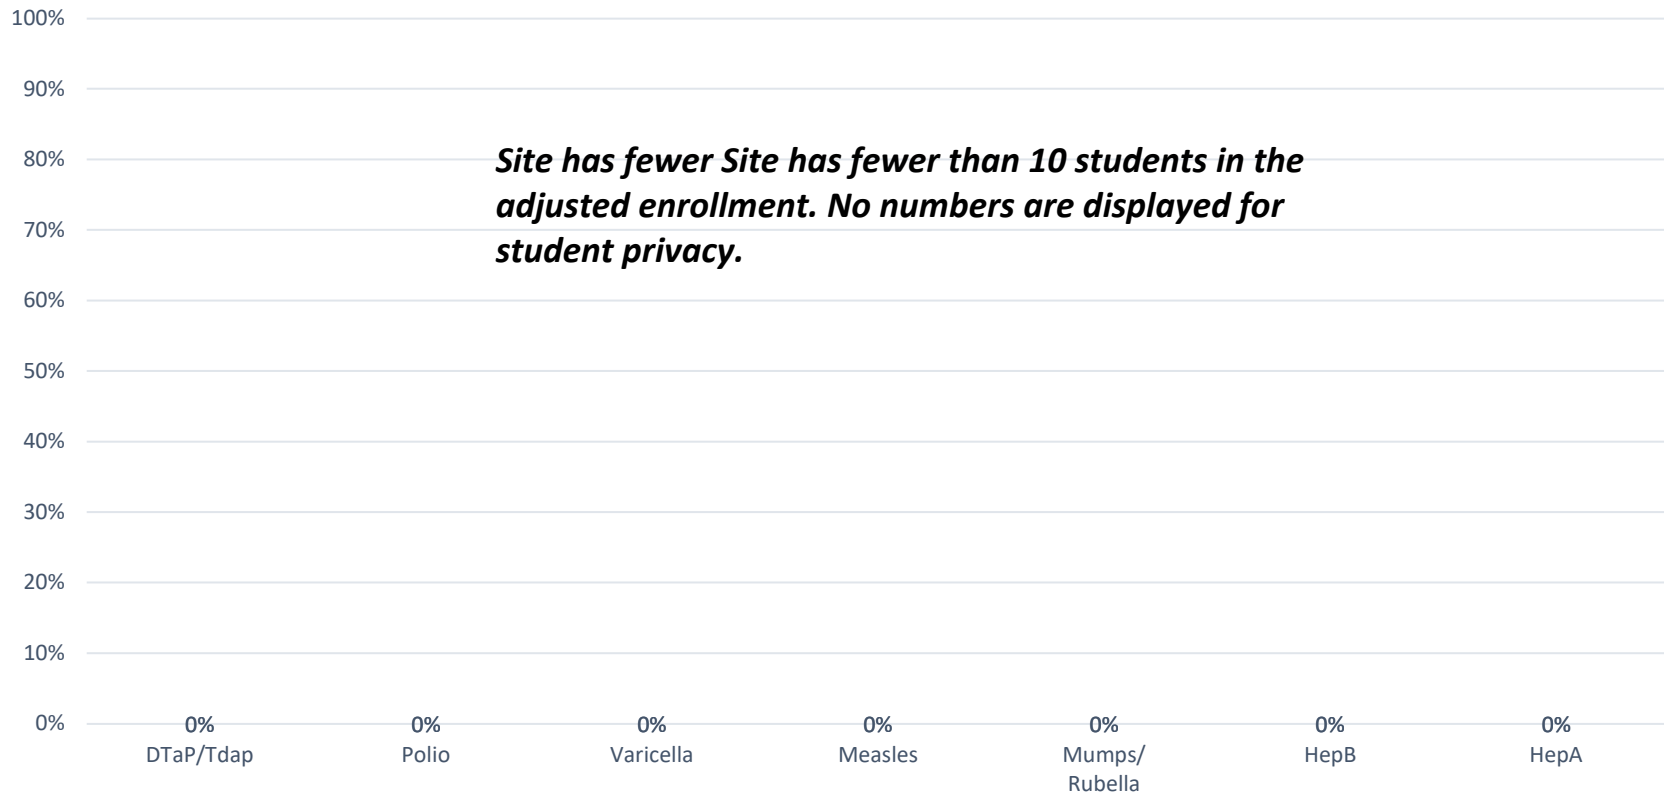 100%
90%
80%
70%
60%
50%
40%
30%
20%
10%
0%
Site has fewer Site has fewer than 10 students in the
adjusted enrollment. No numbers are displayed for
student privacy.
0% 0% 0% 0% 0% 0% 0%
DTaP/Tdap Polio Varicella Measles Mumps/ HepB HepA
Rubella